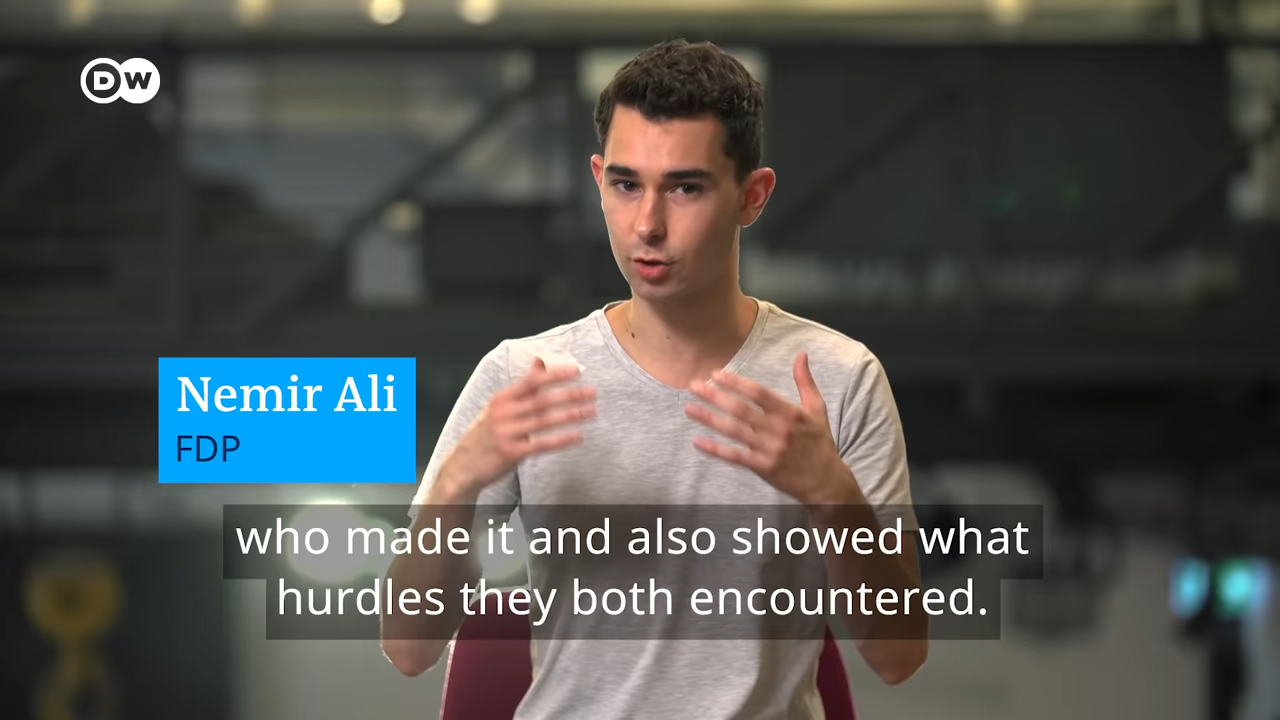 DW
Nemir Ali
FDP
who made it and also showed what
hurdles they both encountered.